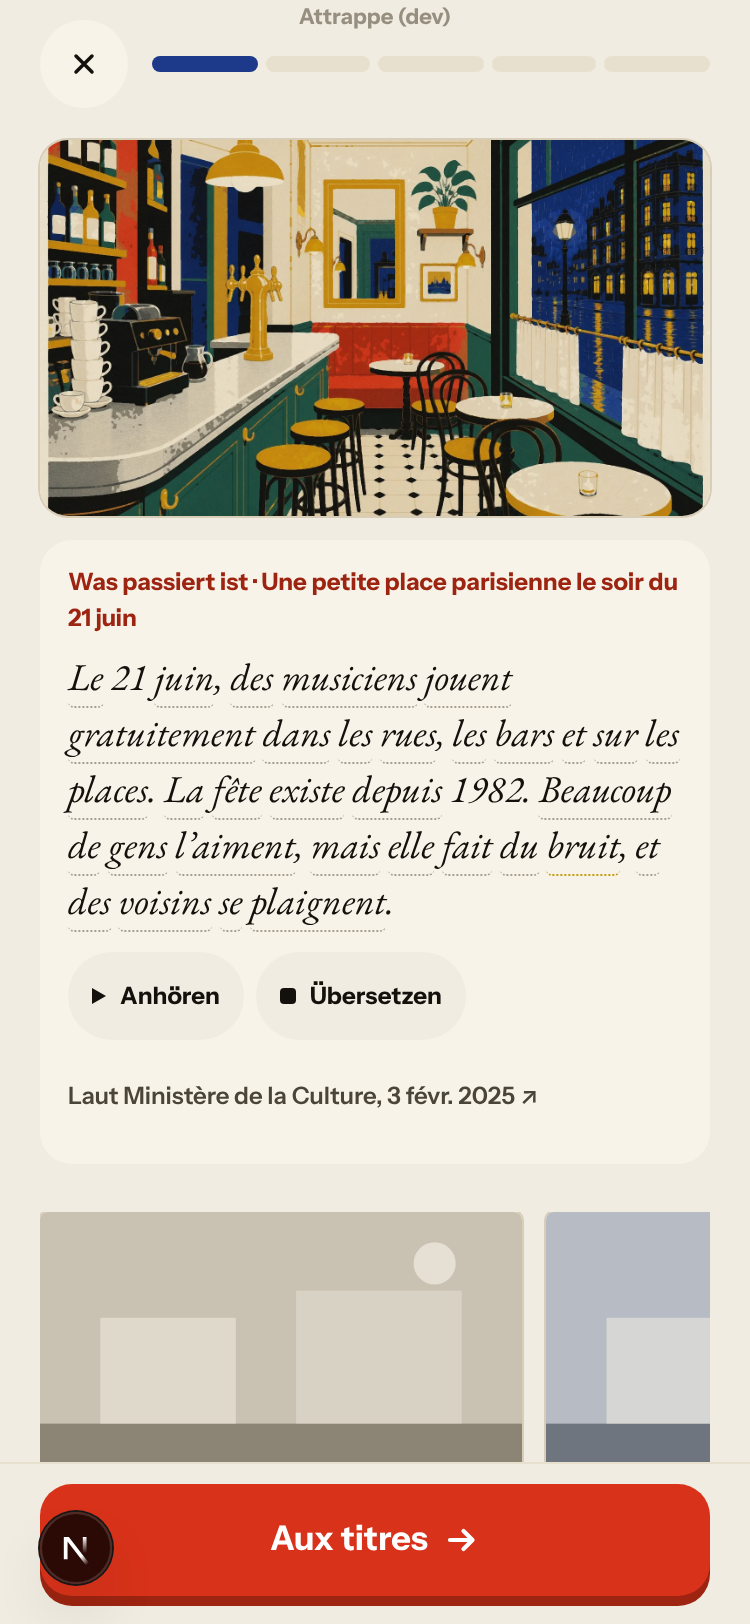 Attrappe (dev)
Was passiert ist · Une petite place parisienne le soir du
21 juin
Le 21 juin, des musiciens jouent
gratuitement dans les rues, les bars et sur les
places. La fête existe depuis 1982. Beaucoup
de gens l’aiment, mais elle fait du bruit, et
des voisins se plaignent.
Anhören
Übersetzen
Laut Ministère de la Culture, 3 févr. 2025 ↗
Aux titres →
N